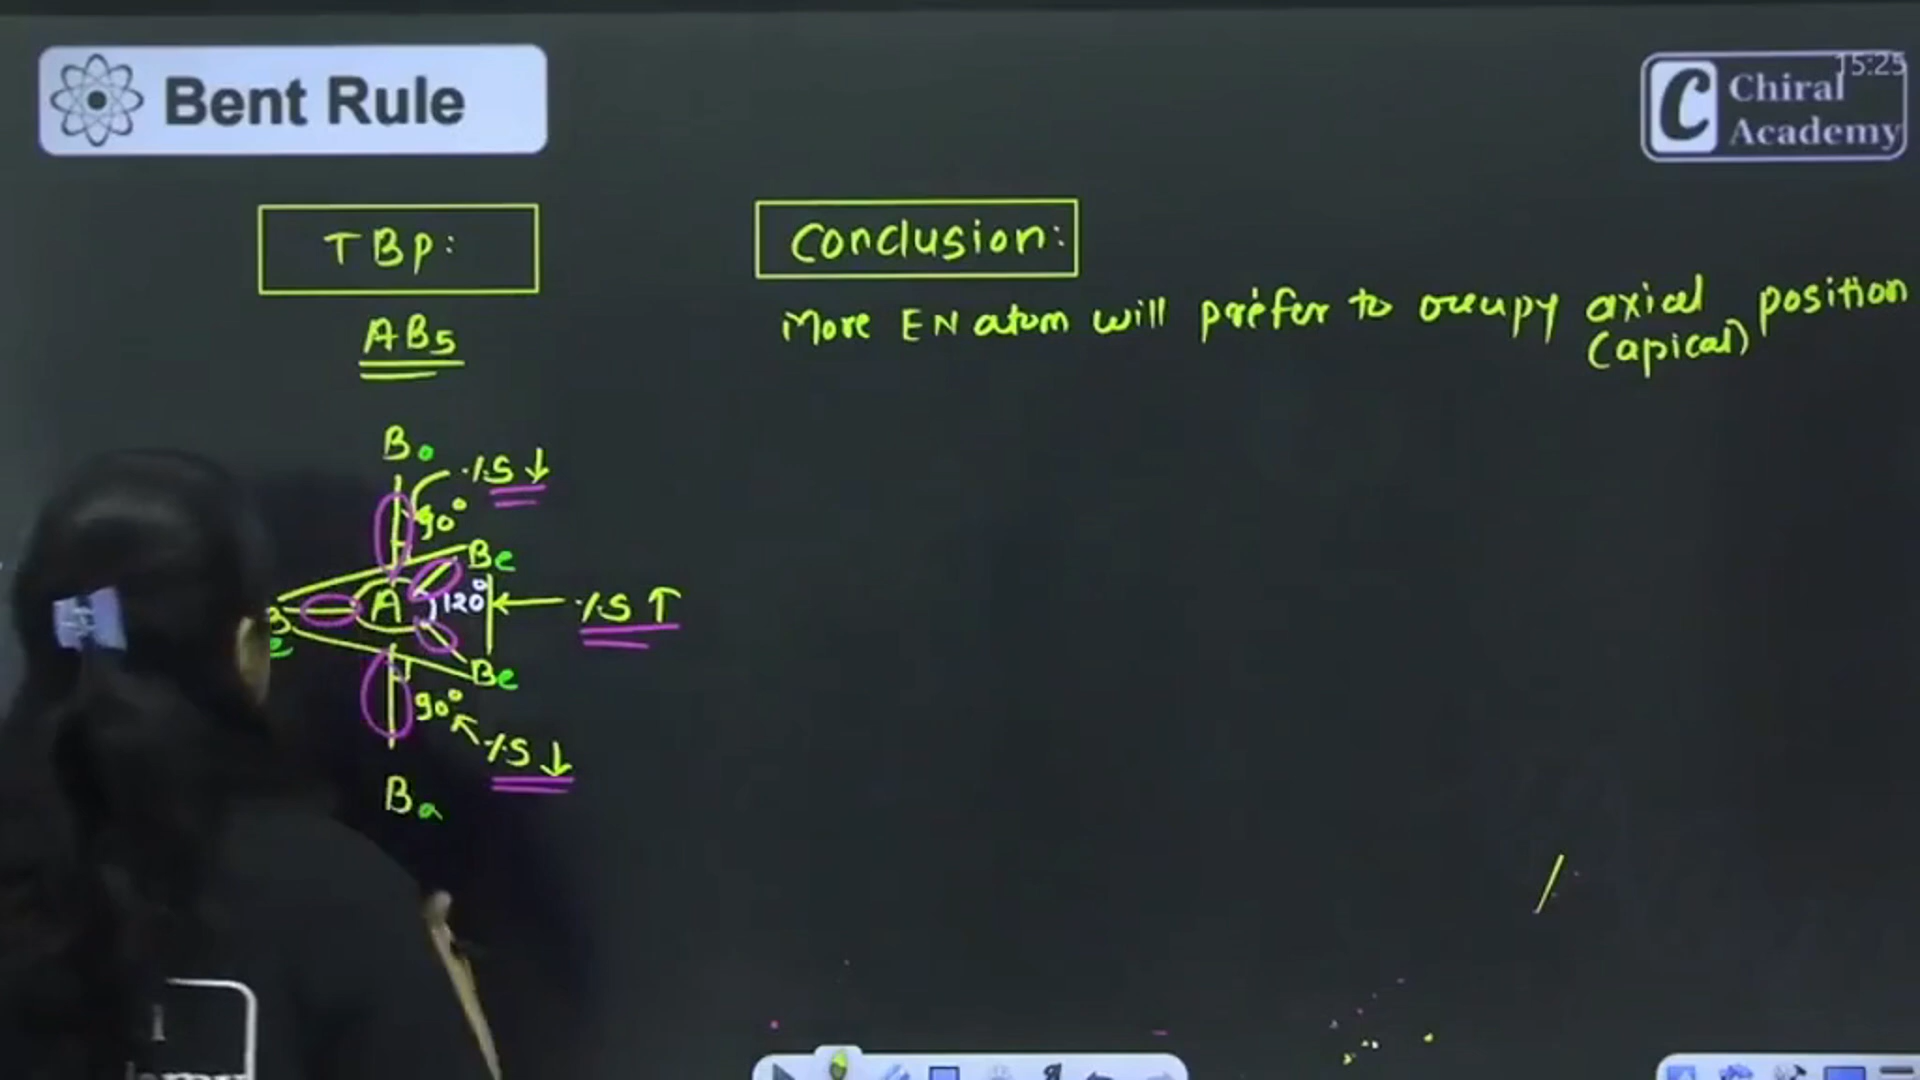 Bent Rule
15:25
Chiral
Academy
TBP:
Conclusion:
More EN atom will prefer to occupy axial position
(apical)
AB5
Ba
%S ↓
90°
Be
A
120°
%S ↑
B
e
Be
90°
%S ↓
Ba